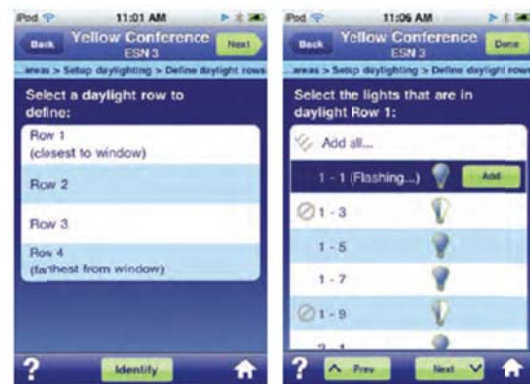 iPod 11:01 AM
Back Yellow Conference Next
ESN 3
...areas > Setup daylighting > Define daylight rows
Select a daylight row to
define:
Row 1
(closest to window)
Row 2
Row 3
Row 4
(farthest from window)
? Identify
iPod 11:06 AM
Back Yellow Conference Done
ESN 3
...areas > Setup daylighting > Define daylight rows
Select the lights that are in
daylight Row 1:
Add all...
1 - 1 (Flashing...) Add
1 - 3
1 - 5
1 - 7
1 - 9
2 - 1
? Prev Next